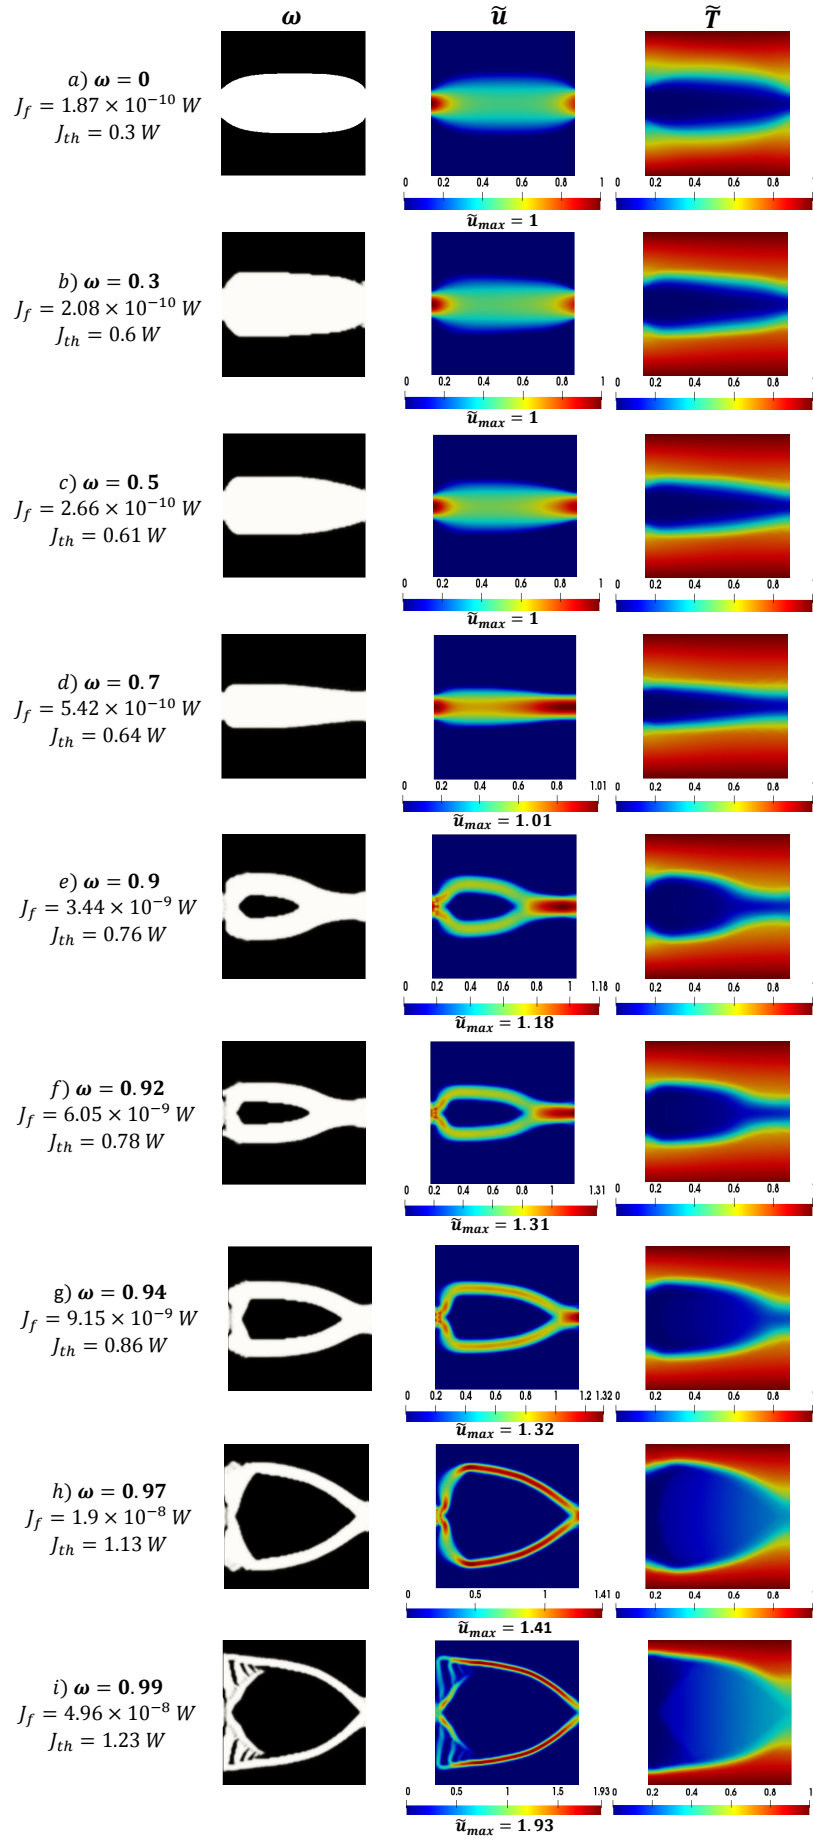 ω ũ T̃
a) ω = 0
J_f = 1.87 × 10⁻¹⁰ W
J_th = 0.3 W
0 0.2 0.4 0.6 0.8 1 0 0.2 0.4 0.6 0.8 1
ũ_max = 1
b) ω = 0.3
J_f = 2.08 × 10⁻¹⁰ W
J_th = 0.6 W
0 0.2 0.4 0.6 0.8 1 0 0.2 0.4 0.6 0.8 1
ũ_max = 1
c) ω = 0.5
J_f = 2.66 × 10⁻¹⁰ W
J_th = 0.61 W
0 0.2 0.4 0.6 0.8 1 0 0.2 0.4 0.6 0.8 1
ũ_max = 1
d) ω = 0.7
J_f = 5.42 × 10⁻¹⁰ W
J_th = 0.64 W
0 0.2 0.4 0.6 0.8 1.01 0 0.2 0.4 0.6 0.8 1
ũ_max = 1.01
e) ω = 0.9
J_f = 3.44 × 10⁻⁹ W
J_th = 0.76 W
0 0.2 0.4 0.6 0.8 1 1.18 0 0.2 0.4 0.6 0.8 1
ũ_max = 1.18
f) ω = 0.92
J_f = 6.05 × 10⁻⁹ W
J_th = 0.78 W
0 0.2 0.4 0.6 0.8 1 1.31 0 0.2 0.4 0.6 0.8 1
ũ_max = 1.31
g) ω = 0.94
J_f = 9.15 × 10⁻⁹ W
J_th = 0.86 W
0 0.2 0.4 0.6 0.8 1 1.2 1.32 0 0.2 0.4 0.6 0.8 1
ũ_max = 1.32
h) ω = 0.97
J_f = 1.9 × 10⁻⁸ W
J_th = 1.13 W
0 0.5 1 1.41 0 0.2 0.4 0.6 0.8 1
ũ_max = 1.41
i) ω = 0.99
J_f = 4.96 × 10⁻⁸ W
J_th = 1.23 W
0 0.5 1 1.5 1.93 0 0.2 0.4 0.6 0.8 1
ũ_max = 1.93